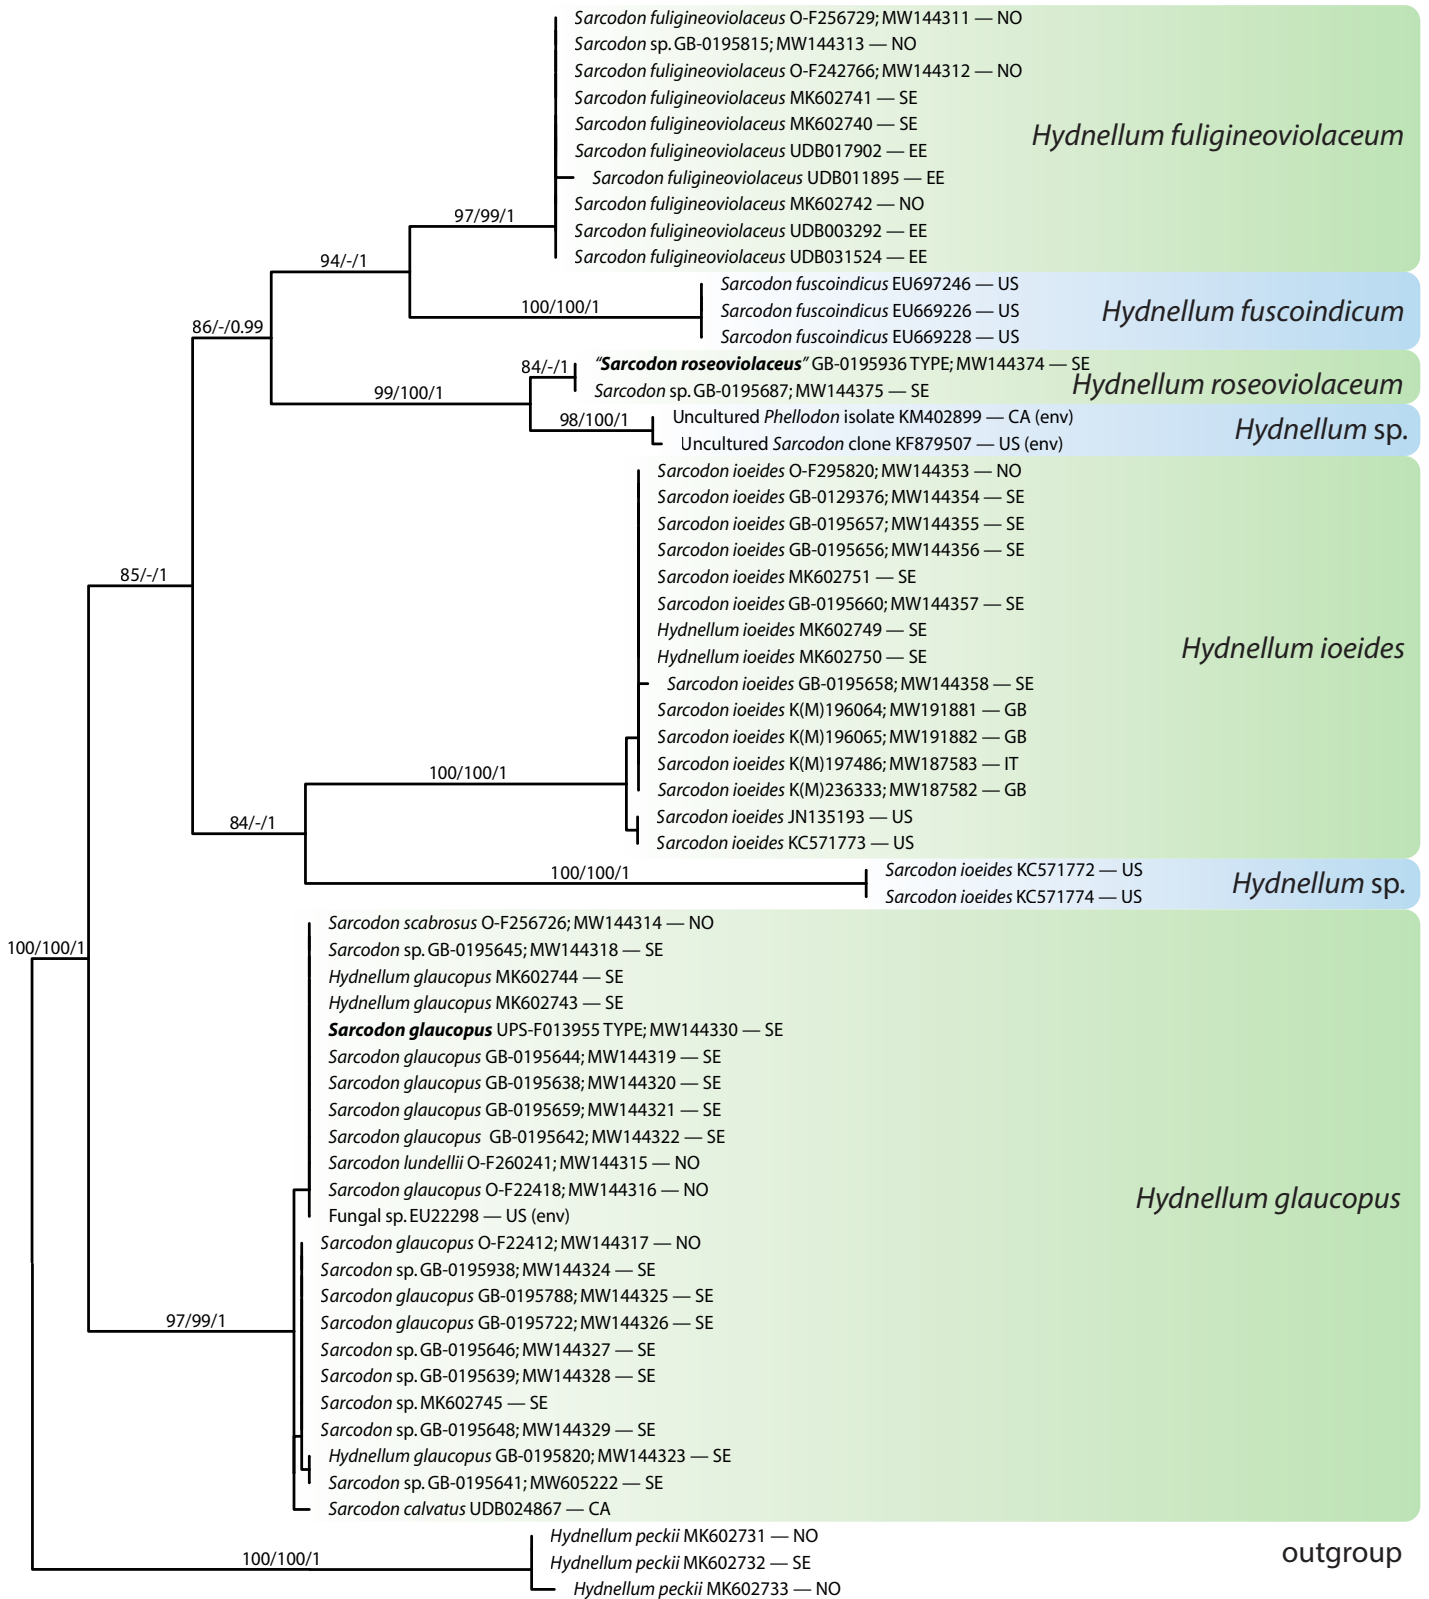 Sarcodon fuligineoviolaceus O-F256729; MW144311 — NO
Sarcodon sp. GB-0195815; MW144313 — NO
Sarcodon fuligineoviolaceus O-F242766; MW144312 — NO
Sarcodon fuligineoviolaceus MK602741 — SE
Sarcodon fuligineoviolaceus MK602740 — SE
Hydnellum fuligineoviolaceum
Sarcodon fuligineoviolaceus UDB017902 — EE
Sarcodon fuligineoviolaceus UDB011895 — EE
Sarcodon fuligineoviolaceus MK602742 — NO
97/99/1
Sarcodon fuligineoviolaceus UDB003292 — EE
Sarcodon fuligineoviolaceus UDB031524 — EE
94/-/1
Sarcodon fuscoindicus EU697246 — US
100/100/1
Sarcodon fuscoindicus EU669226 — US
Hydnellum fuscoindicum
86/-/0.99
Sarcodon fuscoindicus EU669228 — US
84/-/1
"Sarcodon roseoviolaceus" GB-0195936 TYPE; MW144374 — SE
Hydnellum roseoviolaceum
99/100/1
Sarcodon sp. GB-0195687; MW144375 — SE
98/100/1
Uncultured Phellodon isolate KM402899 — CA (env)
Hydnellum sp.
Uncultured Sarcodon clone KF879507 — US (env)
Sarcodon ioeides O-F295820; MW144353 — NO
Sarcodon ioeides GB-0129376; MW144354 — SE
Sarcodon ioeides GB-0195657; MW144355 — SE
Sarcodon ioeides GB-0195656; MW144356 — SE
85/-/1
Sarcodon ioeides MK602751 — SE
Sarcodon ioeides GB-0195660; MW144357 — SE
Hydnellum ioeides MK602749 — SE
Hydnellum ioeides
Hydnellum ioeides MK602750 — SE
Sarcodon ioeides GB-0195658; MW144358 — SE
Sarcodon ioeides K(M)196064; MW191881 — GB
Sarcodon ioeides K(M)196065; MW191882 — GB
Sarcodon ioeides K(M)197486; MW187583 — IT
100/100/1
Sarcodon ioeides K(M)236333; MW187582 — GB
84/-/1
Sarcodon ioeides JN135193 — US
Sarcodon ioeides KC571773 — US
100/100/1
Sarcodon ioeides KC571772 — US
Hydnellum sp.
Sarcodon ioeides KC571774 — US
Sarcodon scabrosus O-F256726; MW144314 — NO
100/100/1
Sarcodon sp. GB-0195645; MW144318 — SE
Hydnellum glaucopus MK602744 — SE
Hydnellum glaucopus MK602743 — SE
Sarcodon glaucopus UPS-F013955 TYPE; MW144330 — SE
Sarcodon glaucopus GB-0195644; MW144319 — SE
Sarcodon glaucopus GB-0195638; MW144320 — SE
Sarcodon glaucopus GB-0195659; MW144321 — SE
Sarcodon glaucopus GB-0195642; MW144322 — SE
Sarcodon lundellii O-F260241; MW144315 — NO
Sarcodon glaucopus O-F22418; MW144316 — NO
Hydnellum glaucopus
Fungal sp. EU22298 — US (env)
Sarcodon glaucopus O-F22412; MW144317 — NO
Sarcodon sp. GB-0195938; MW144324 — SE
Sarcodon glaucopus GB-0195788; MW144325 — SE
97/99/1
Sarcodon glaucopus GB-0195722; MW144326 — SE
Sarcodon sp. GB-0195646; MW144327 — SE
Sarcodon sp. GB-0195639; MW144328 — SE
Sarcodon sp. MK602745 — SE
Sarcodon sp. GB-0195648; MW144329 — SE
Hydnellum glaucopus GB-0195820; MW144323 — SE
Sarcodon sp. GB-0195641; MW605222 — SE
Sarcodon calvatus UDB024867 — CA
Hydnellum peckii MK602731 — NO
outgroup
100/100/1
Hydnellum peckii MK602732 — SE
Hydnellum peckii MK602733 — NO